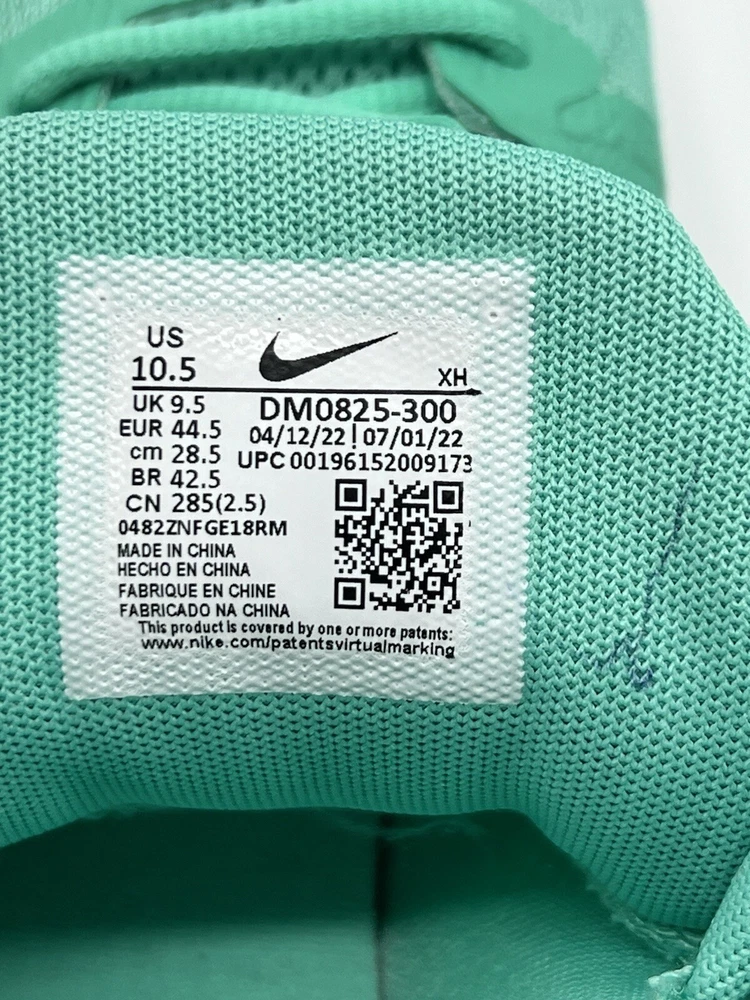 US
10.5
XH
UK 9.5
DM0825-300
EUR 44.5
04/12/22 | 07/01/22
cm 28.5
UPC 00196152009173
BR 42.5
CN 285(2.5)
0482ZNFGE18RM
MADE IN CHINA
HECHO EN CHINA
FABRIQUE EN CHINE
FABRICADO NA CHINA
This product is covered by one or more patents:
www.nike.com/patentsvirtualmarking